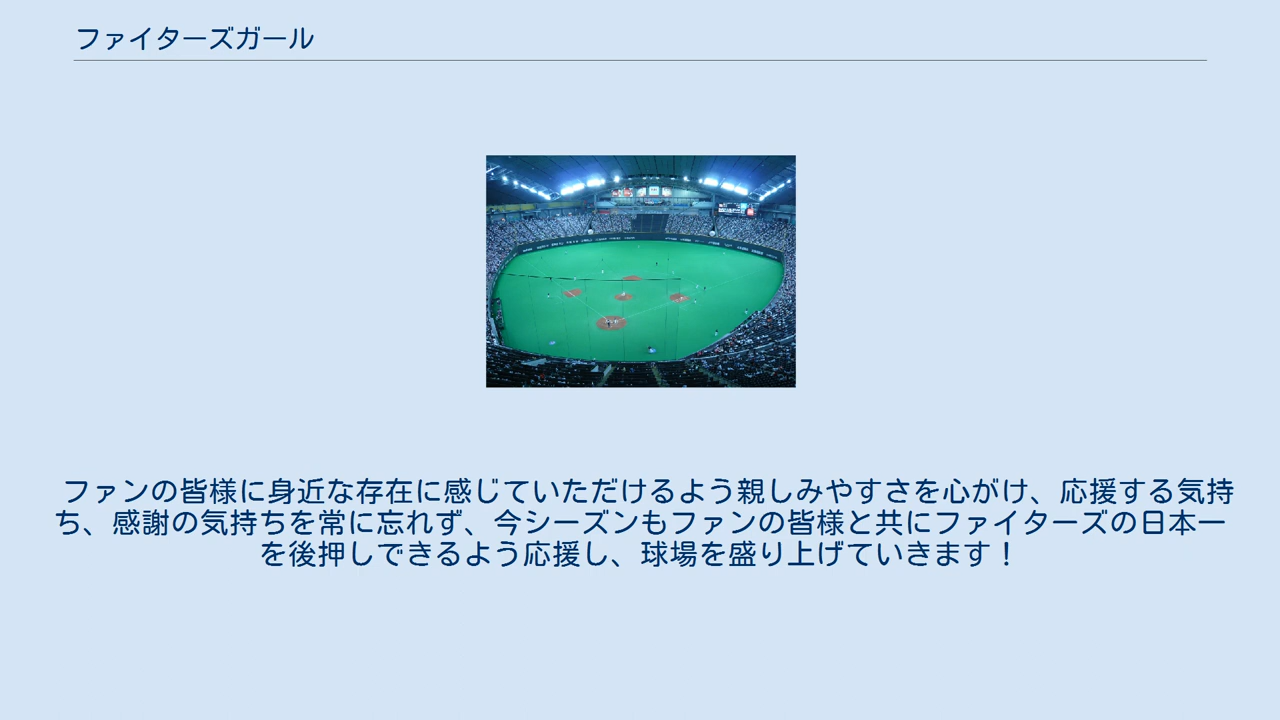 ファイターズガール
ファンの皆様に身近な存在に感じていただけるよう親しみやすさを心がけ、応援する気持
ち、感謝の気持ちを常に忘れず、今シーズンもファンの皆様と共にファイターズの日本一
を後押しできるよう応援し、球場を盛り上げていきます！